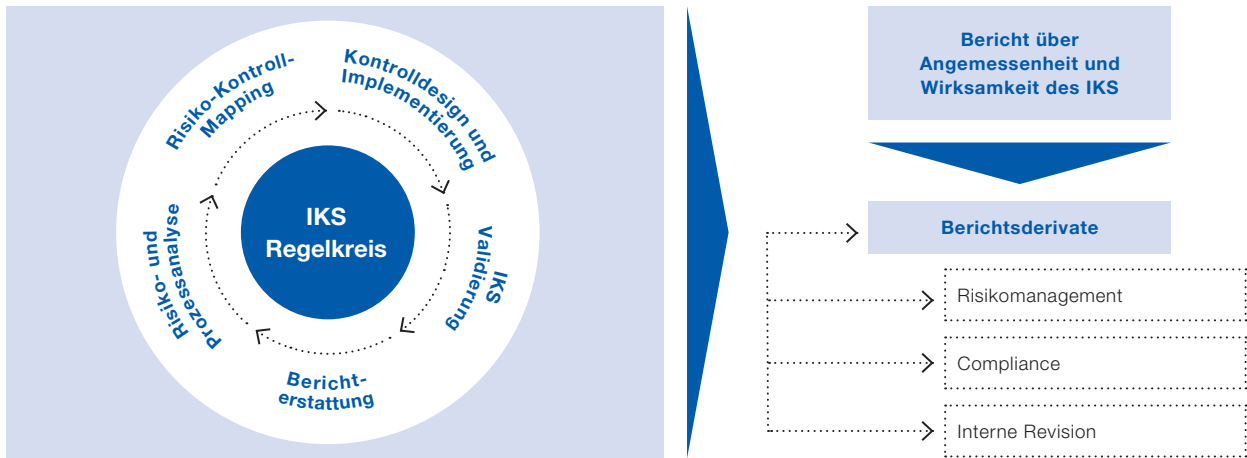 Risiko-Kontroll-
Mapping
Kontrolldesign und
Implementierung
IKS
Validierung
Bericht-
erstattung
Risiko- und
Prozessanalyse
IKS
Regelkreis
Bericht über
Angemessenheit und
Wirksamkeit des IKS
Berichtsderivate
Risikomanagement
Compliance
Interne Revision